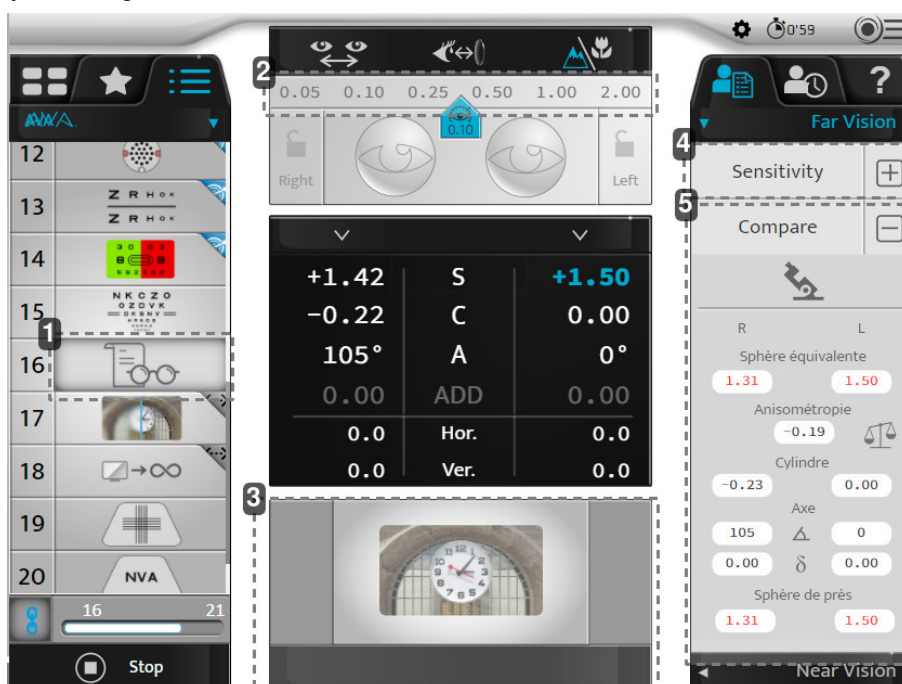 0'59
AVA
12
13
Z R H O K
Z R H O K
14
15
N K C Z O
O Z D V K
D K S N V
1
16
17
18
19
20
NVA
16 21
Stop
2
0.05 0.10 0.25 0.50 1.00 2.00
0.10
Right Left
+1.42 S +1.50
-0.22 C 0.00
105° A 0°
0.00 ADD 0.00
0.0 Hor. 0.0
0.0 Ver. 0.0
3
?
Far Vision
4
Sensitivity
5
Compare
R L
Sphère équivalente
1.31 1.50
Anisométropie
-0.19
Cylindre
-0.23 0.00
Axe
105 0
0.00 δ 0.00
Sphère de près
1.31 1.50
Near Vision